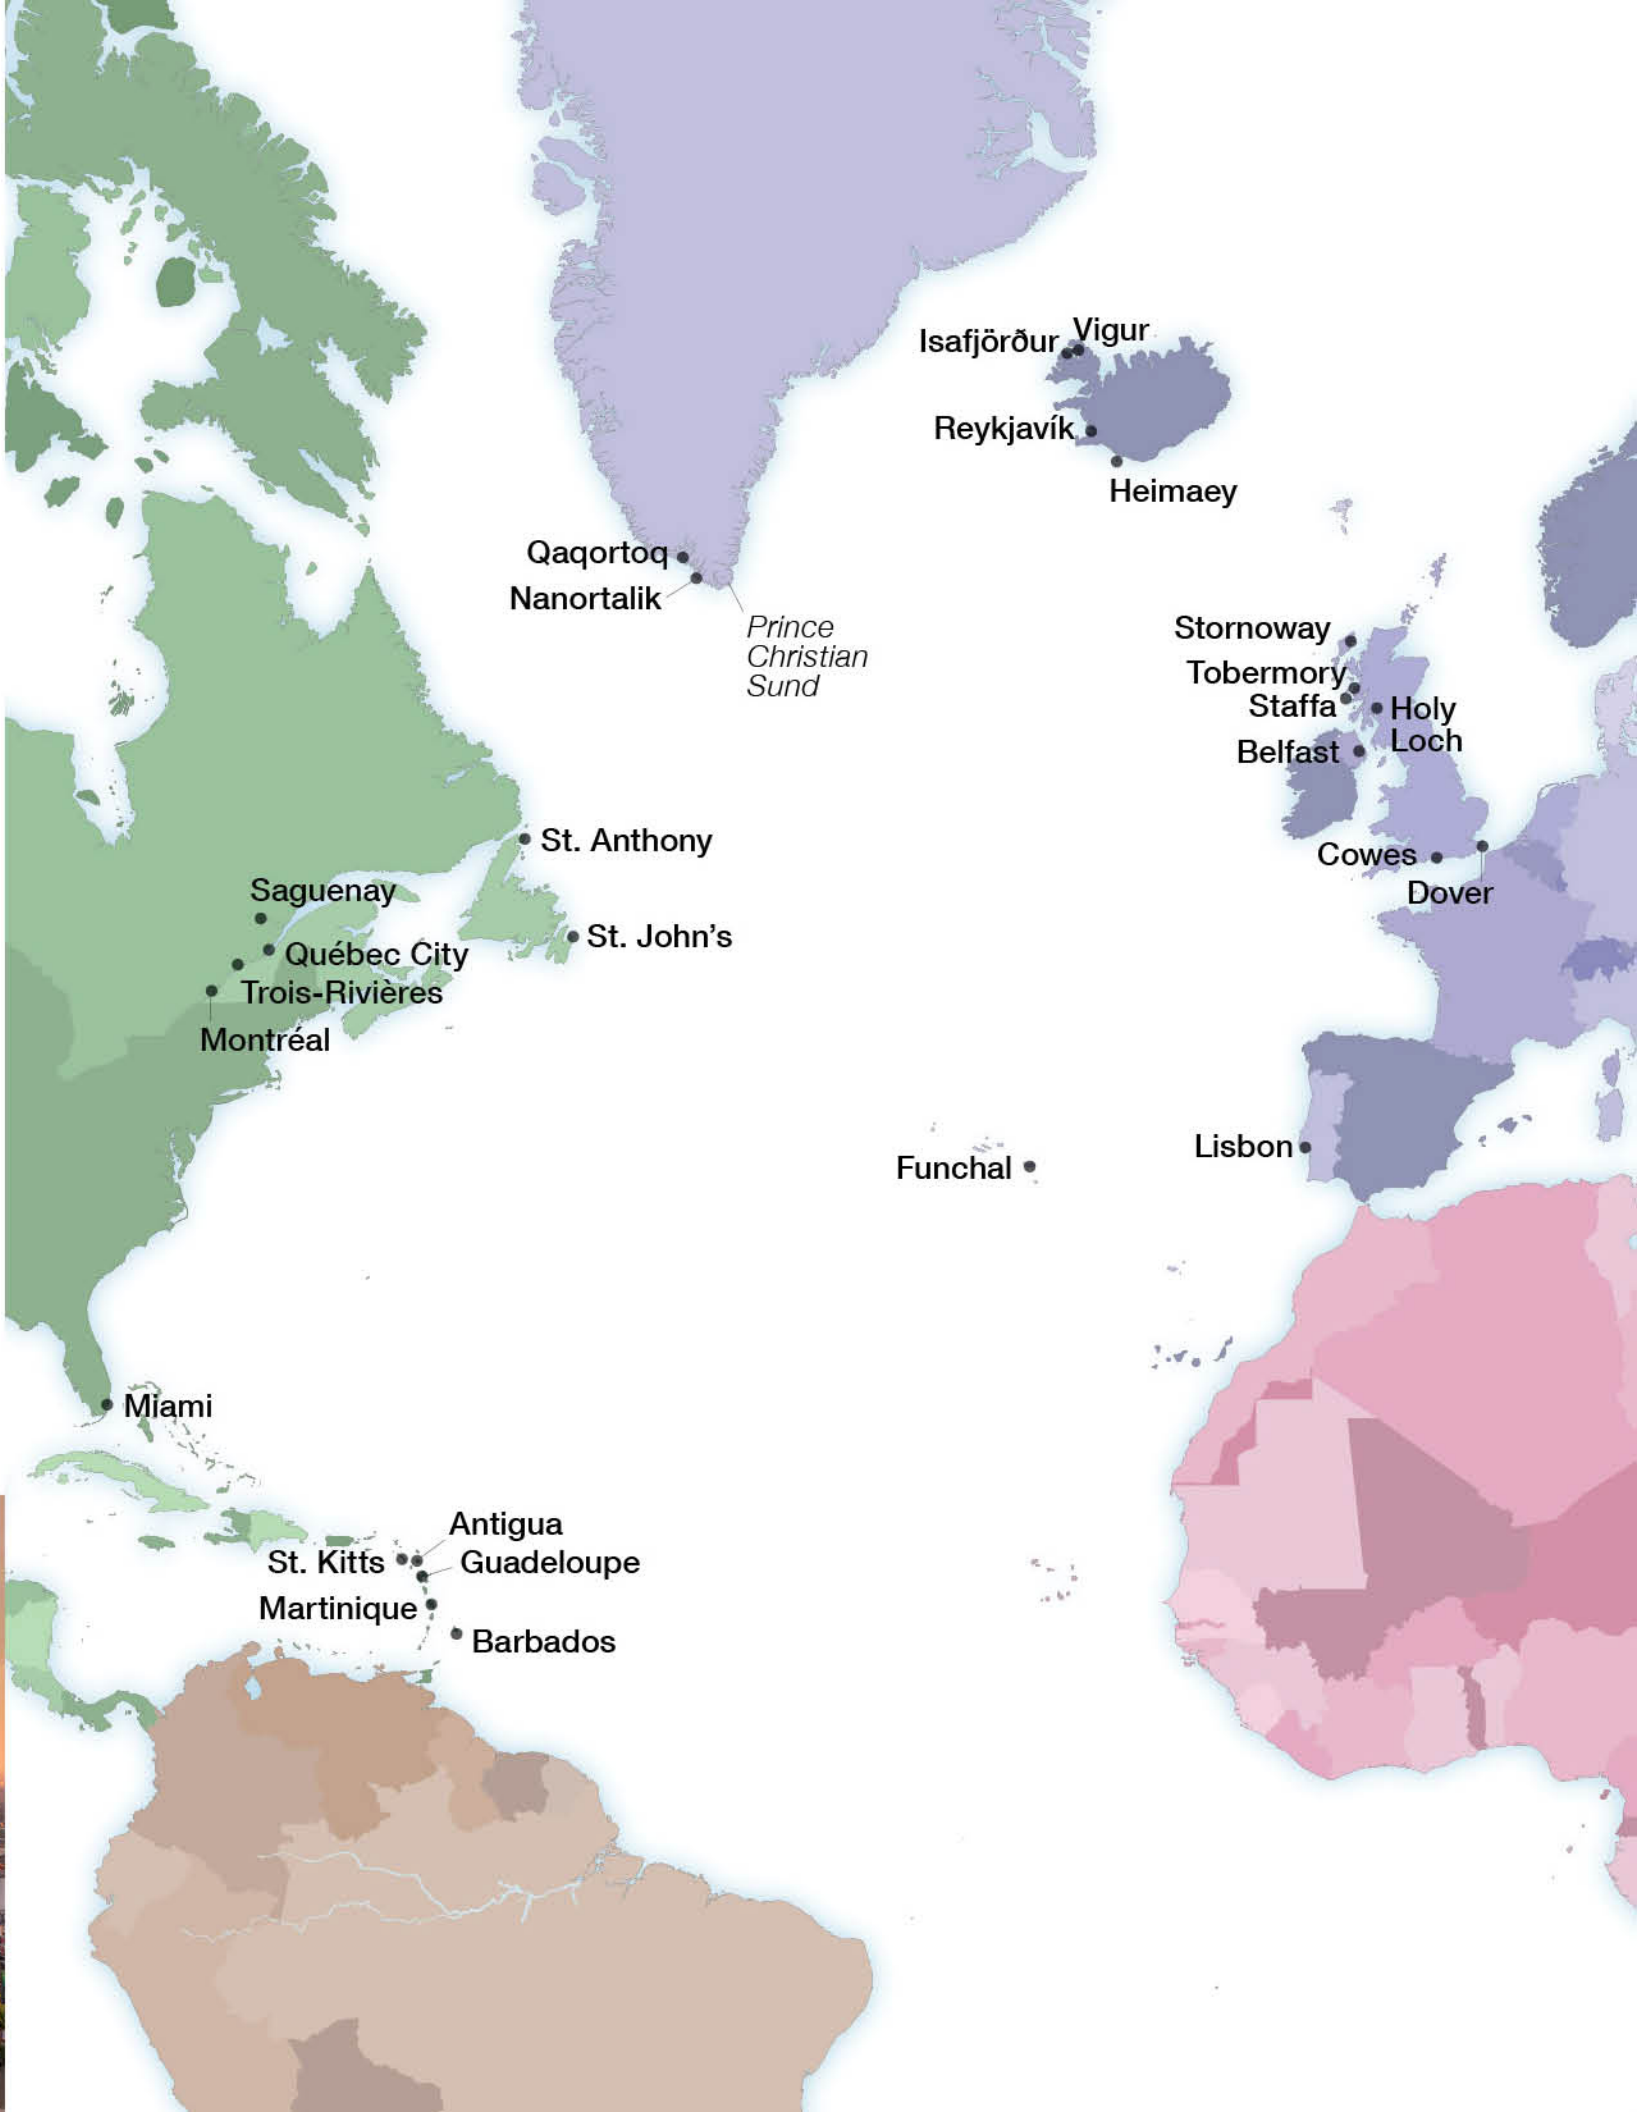 Isafjörður
Vigur
Reykjavík
Heimaey
Qaqortoq
Nanortalik
Prince
Christian
Sund
Stornoway
Tobermory
Staffa
Holy
Loch
Belfast
St. Anthony
Cowes
Dover
Saguenay
St. John’s
Québec City
Trois-Rivières
Montréal
Lisbon
Funchal
Miami
Antigua
St. Kitts
Guadeloupe
Martinique
Barbados